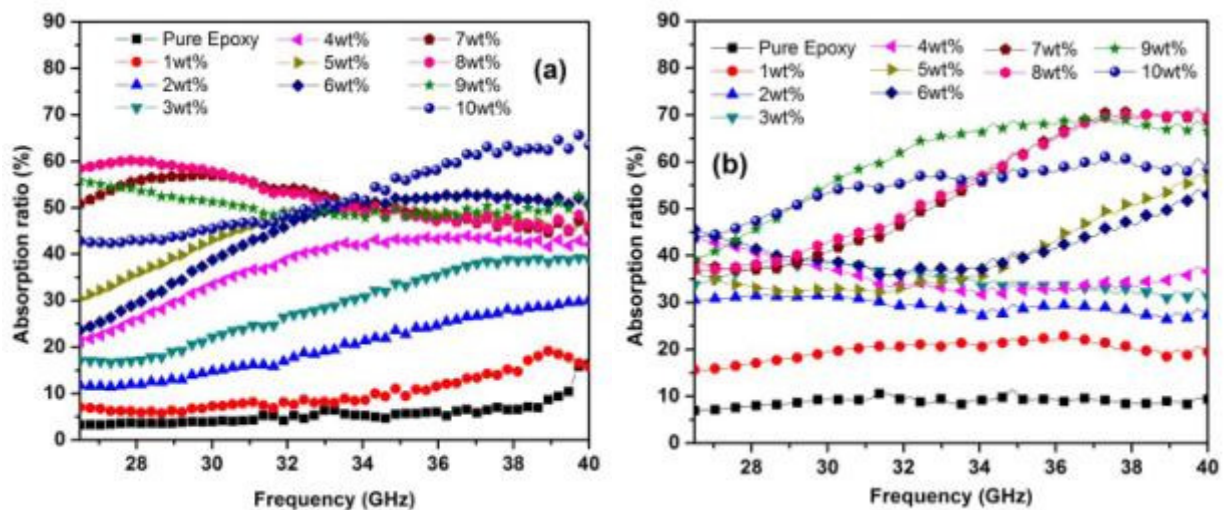 90
80
70
60
50
40
30
20
10
0
Absorption ratio (%)
Pure Epoxy
1wt%
2wt%
3wt%
4wt%
5wt%
6wt%
7wt%
8wt%
9wt%
10wt%
(a)
28 30 32 34 36 38 40
Frequency (GHz)
90
80
70
60
50
40
30
20
10
0
Absorption ratio (%)
Pure Epoxy
1wt%
2wt%
3wt%
4wt%
5wt%
6wt%
7wt%
8wt%
9wt%
10wt%
(b)
28 30 32 34 36 38 40
Frequency (GHz)